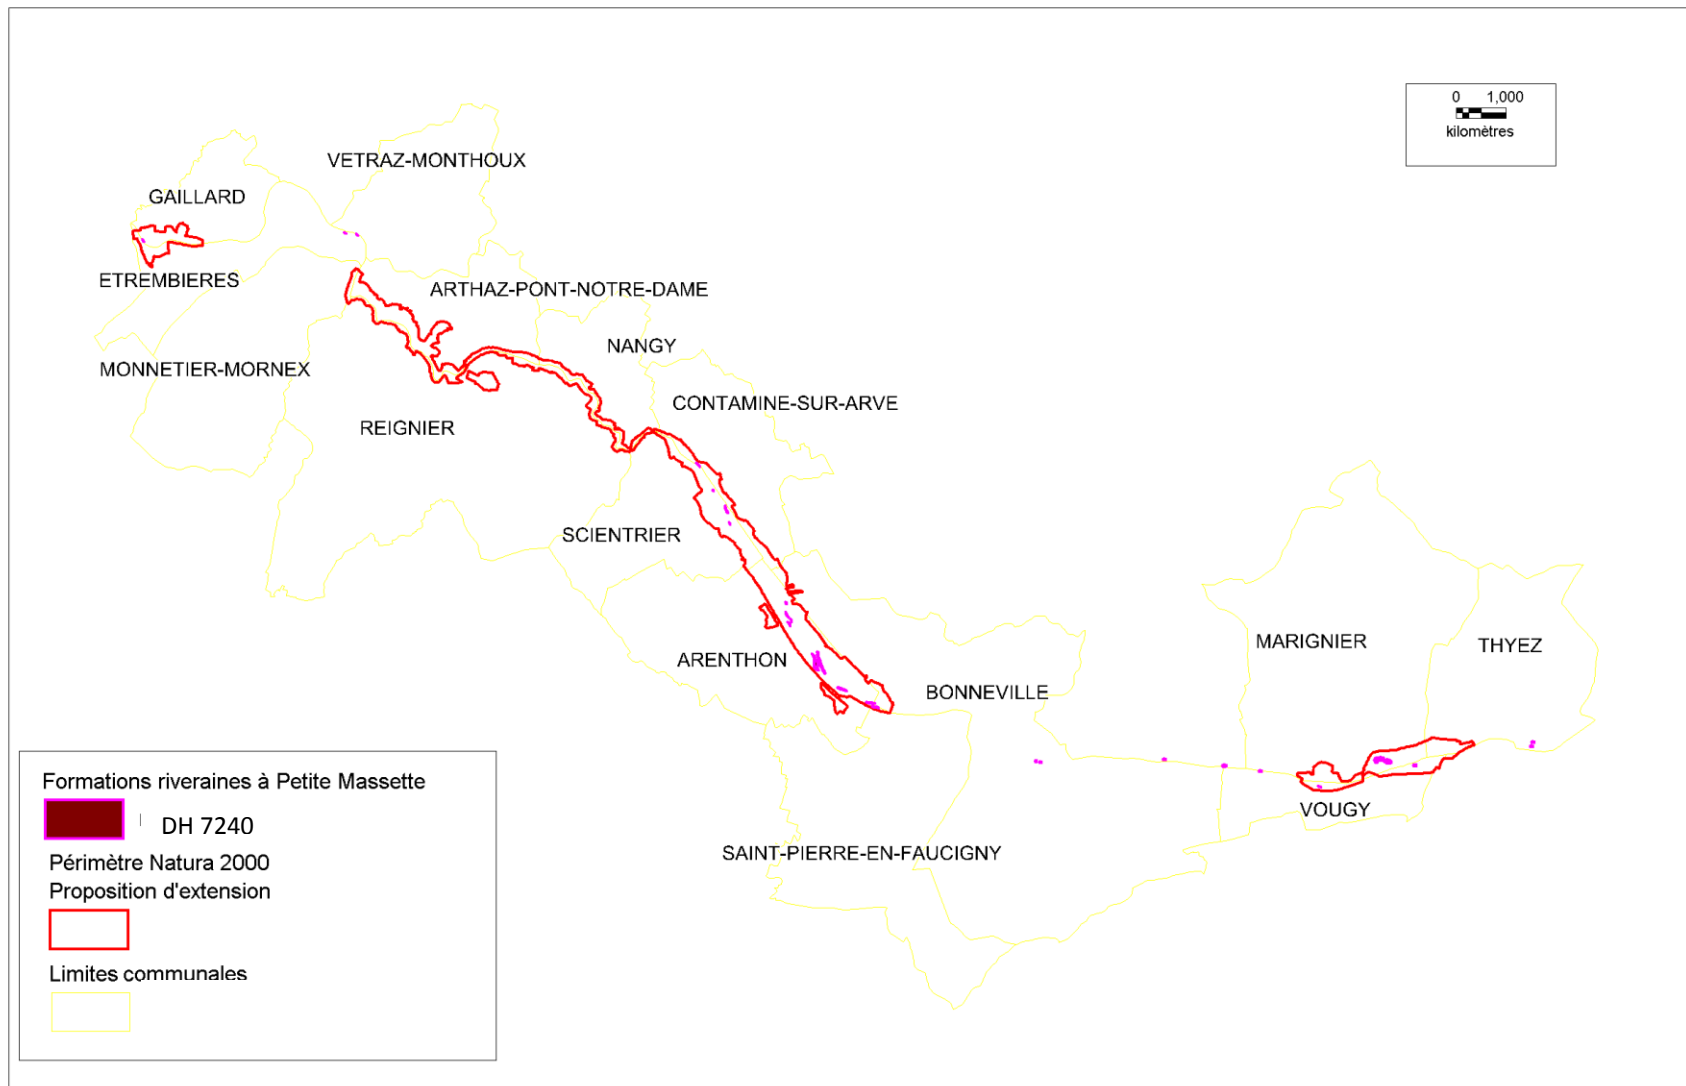 0 1,000
kilomètres
VETRAZ-MONTHOUX
GAILLARD
ETREMBIERES
ARTHAZ-PONT-NOTRE-DAME
NANGY
MONNETIER-MORNEX
CONTAMINE-SUR-ARVE
REIGNIER
SCIENTRIER
MARIGNIER
THYEZ
ARENTHON
BONNEVILLE
VOUGY
SAINT-PIERRE-EN-FAUCIGNY
Formations riveraines à Petite Massette
DH 7240
Périmètre Natura 2000
Proposition d'extension
Limites communales